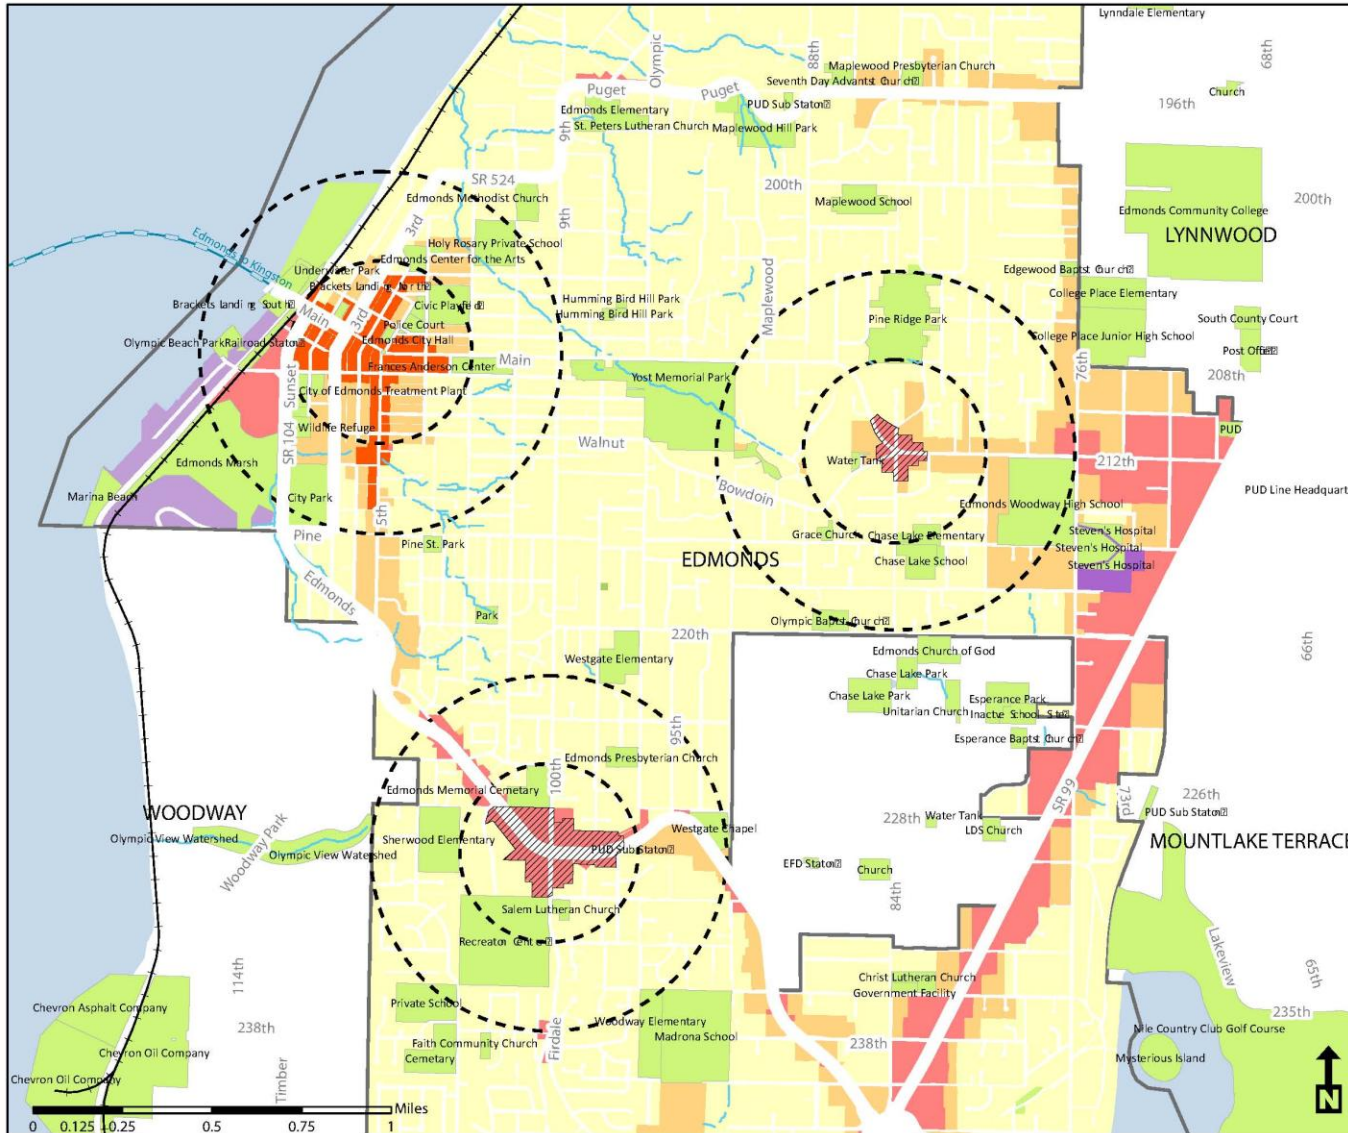 Lynndale Elementary
68th
88th
Olympic
Maplewood Presbyterian Church
Seventh Day Advantst Church
Puget
Puget
PUD Sub Staton
Church
196th
Edmonds Elementary
St. Peters Lutheran Church
Maplewood Hill Park
9th
SR 524
200th
Edmonds Methodist Church
Maplewood School
200th
Edmonds Community College
LYNNWOOD
9th
3rd
Holy Rosary Private School
Edmonds Center for the Arts
Edmonds to Kingston
Underwater Park
Brackets Landing North
Edgewood Baptst Church
College Place Elementary
Brackets Landing South
Civic Playfield
Humming Bird Hill Park
Humming Bird Hill Park
Maplewood
Pine Ridge Park
South County Court
Main
3rd
Police Court
Edmonds City Hall
College Place Junior High School
Olympic Beach Park
Railroad Staton
Post Office
Main
Frances Anderson Center
76th
208th
Yost Memorial Park
Sunset
City of Edmonds Treatment Plant
Wildlife Refuge
PUD
SR 104
Walnut
Water Tank
212th
Edmonds Marsh
Bowdoin
Marina Beach
City Park
PUD Line Headquart
5th
Edmonds Woodway High School
Pine
Grace Church
Chase Lake Elementary
Steven's Hospital
Steven's Hospital
Steven's Hospital
Pine St. Park
EDMONDS
Chase Lake School
Edmonds
Park
Olympic Baptst Church
220th
66th
Westgate Elementary
Edmonds Church of God
Chase Lake Park
Chase Lake Park
Unitarian Church
Esperance Park
Inactve School Site
95th
Esperance Baptst Church
Edmonds Presbyterian Church
100th
Edmonds Memorial Cemetary
SR 99
73rd
226th
WOODWAY
PUD Sub Staton
Water Tank
228th
Westgate Chapel
LDS Church
Olympic View Watershed
Sherwood Elementary
MOUNTLAKE TERRACE
Olympic View Watershed
PUD Sub Staton
Woodway Park
EFD Staton
Church
84th
Salem Lutheran Church
Recreaton Center
Lakeview
114th
Christ Lutheran Church
Government Facility
65th
Private School
Chevron Asphalt Company
235th
238th
Woodway Elementary
Madrona School
Nile Country Club Golf Course
Faith Community Church
Firdale
238th
Chevron Oil Company
Cemetary
Mysterious Island
Timber
Chevron Oil Company
Miles
0 0.125 0.25 0.5 0.75 1
N